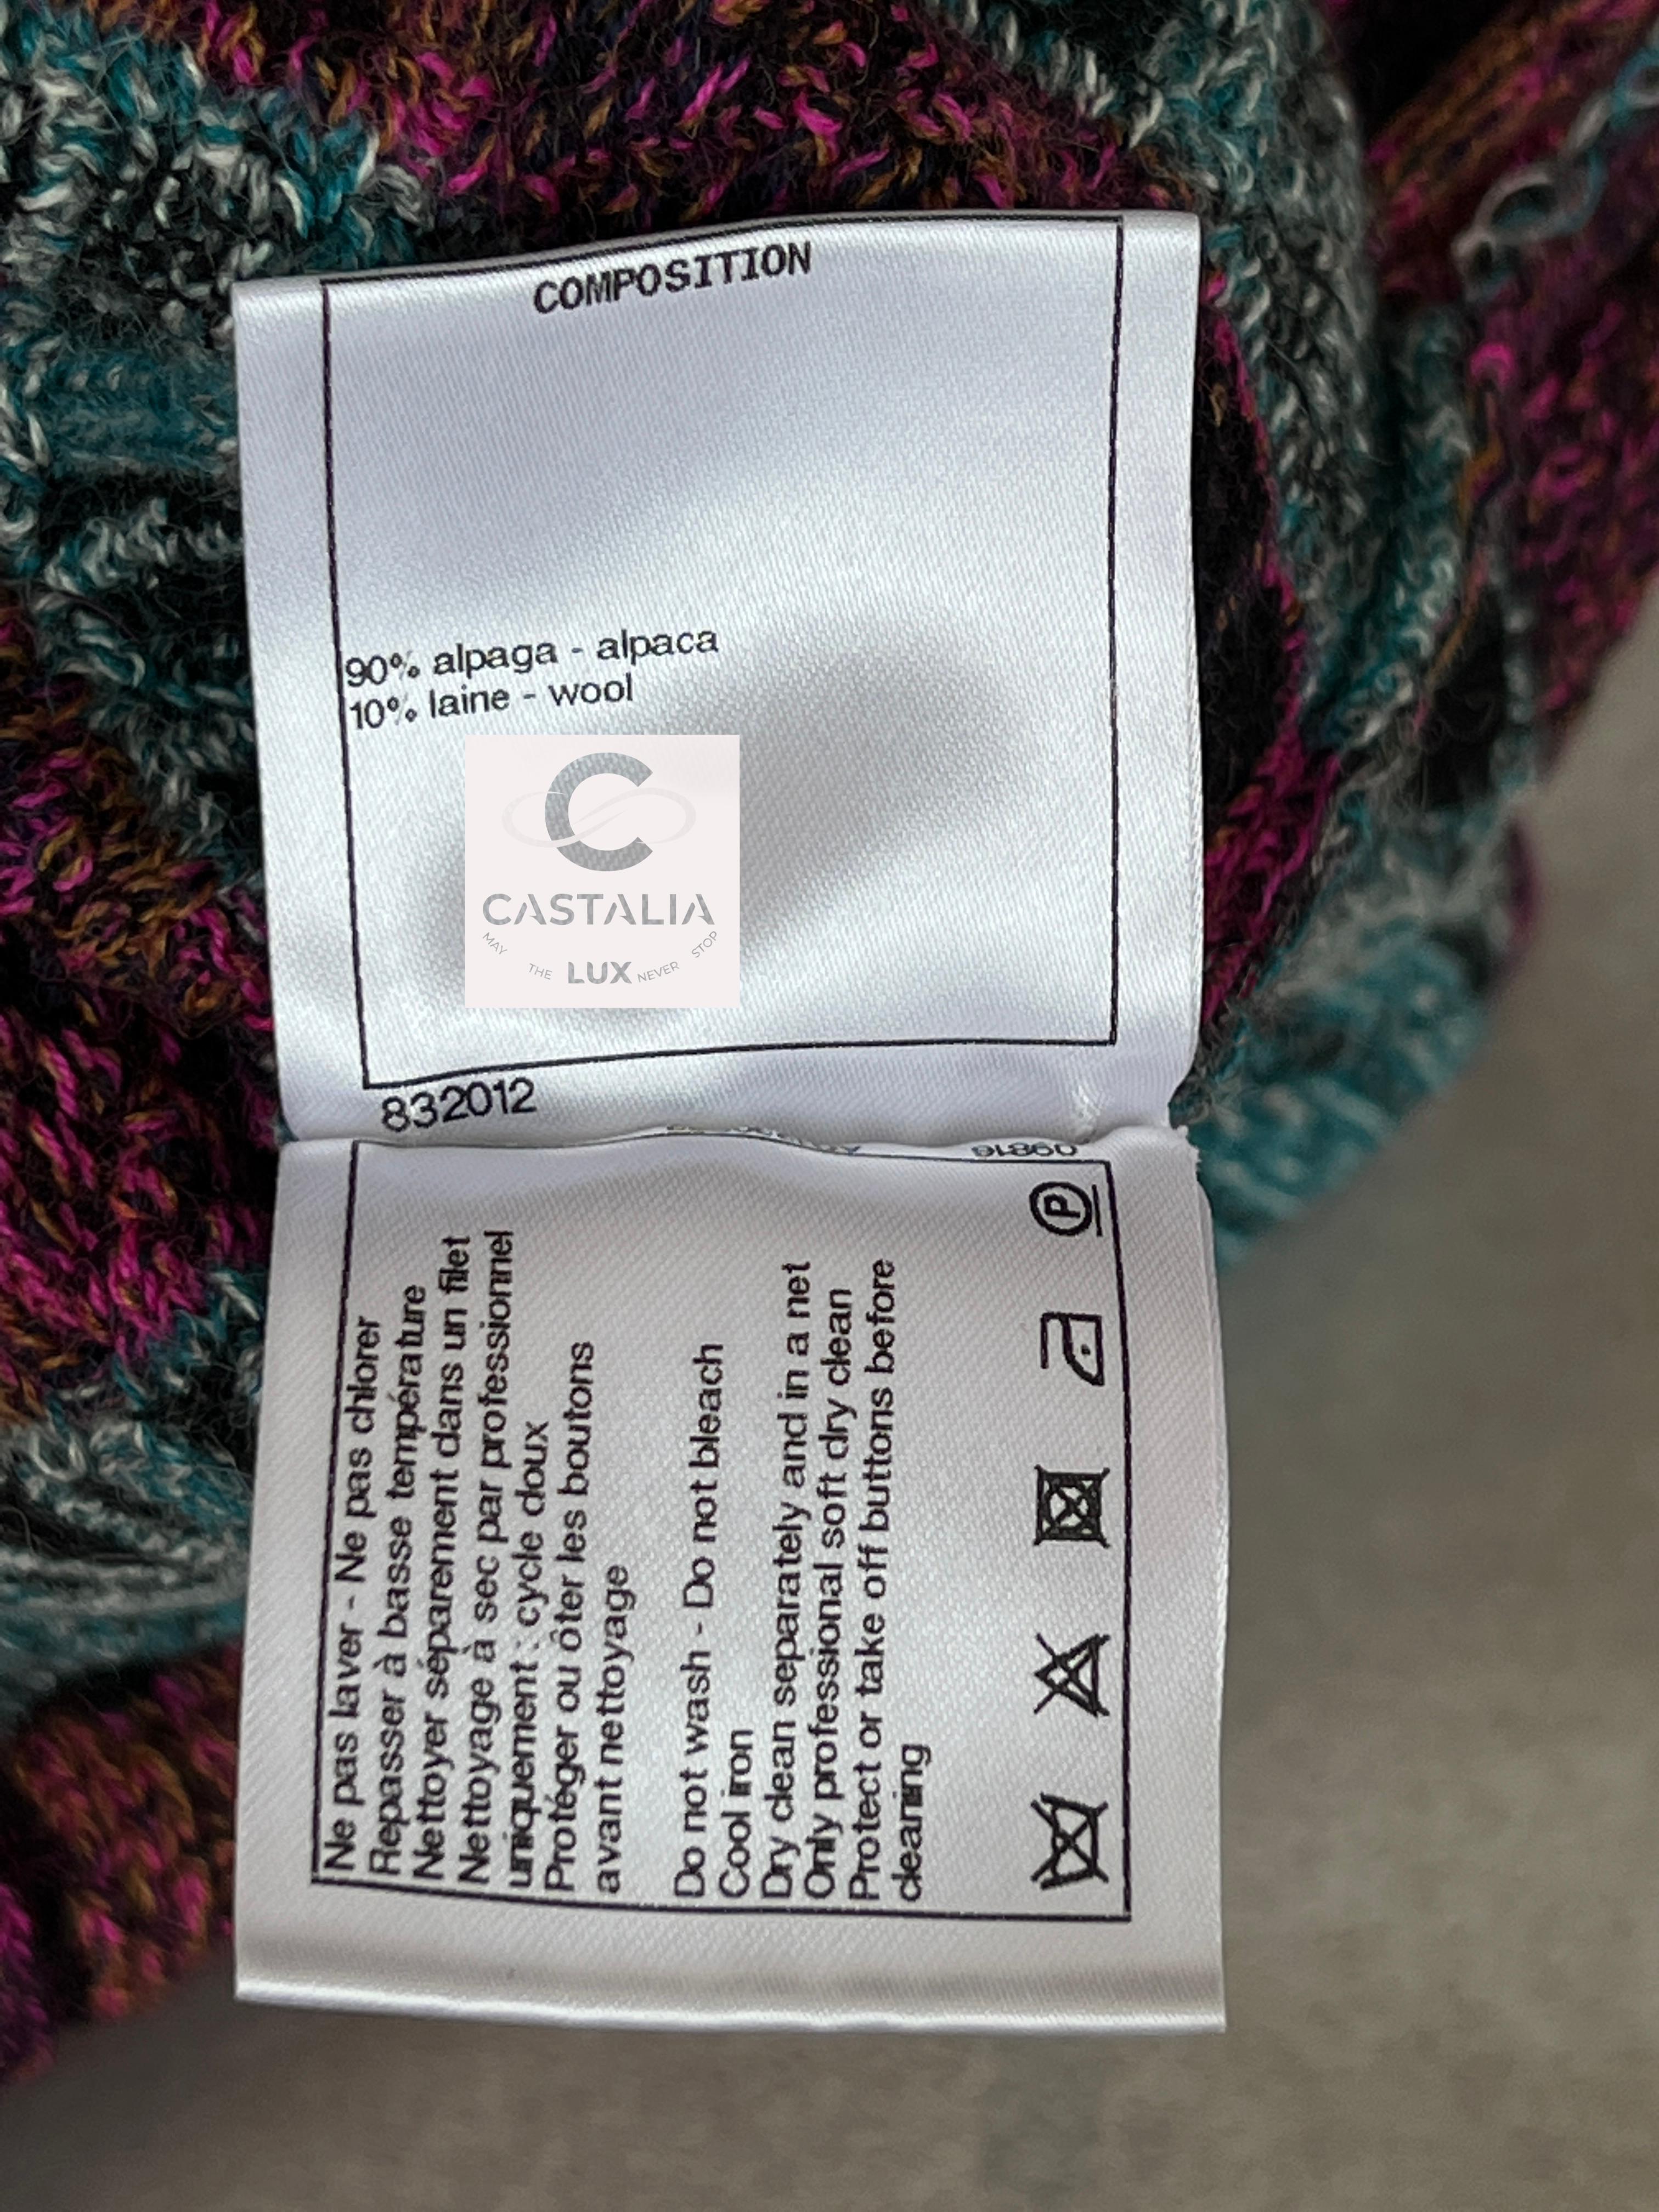 COMPOSITION
90% alpaga - alpaca
10% laine - wool
C
CASTALIA
MAY THE LUX NEVER STOP
832012
09816
Ne pas laver - Ne pas chlorer
Repasser à basse température
Nettoyer séparement dans un filet
Nettoyage à sec par professionnel
uniquement : cycle doux
Protéger ou ôter les boutons
avant nettoyage
Do not wash - Do not bleach
Cool iron
Dry clean separately and in a net
Only professional soft dry clean
Protect or take off buttons before
cleaning
P